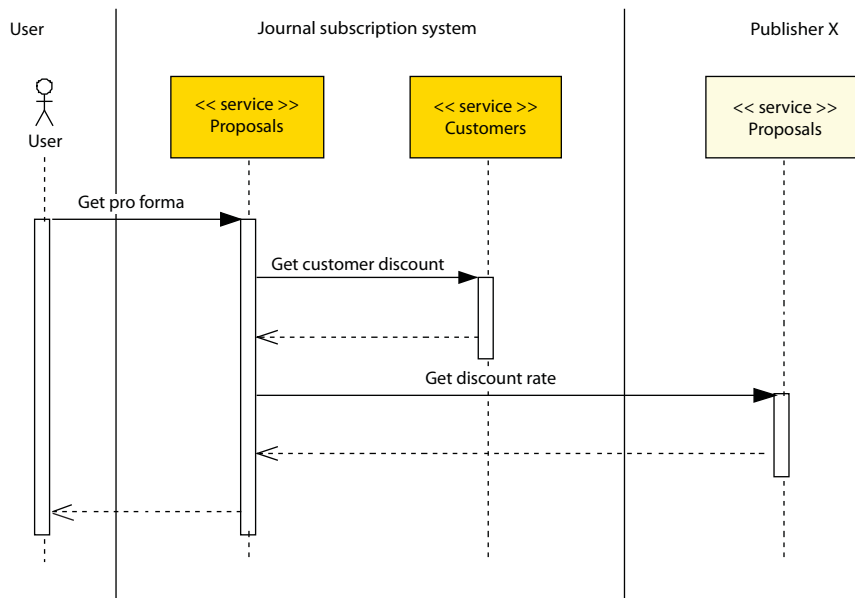 User
Journal subscription system
Publisher X
<< service >>
Proposals
<< service >>
Customers
<< service >>
Proposals
User
Get pro forma
Get customer discount
Get discount rate